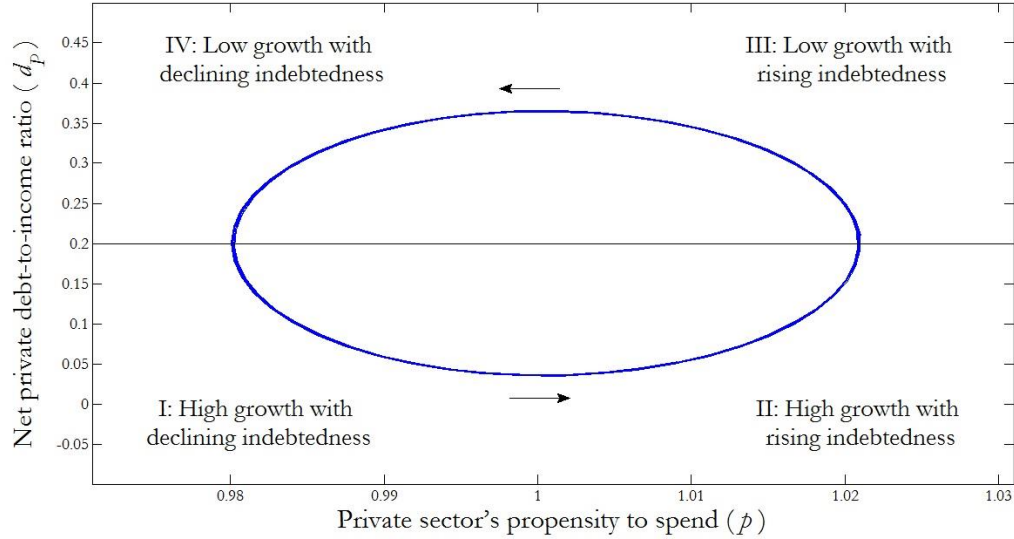 IV: Low growth with
declining indebtedness
III: Low growth with
rising indebtedness
Net private debt-to-income ratio ( dp )
0.45
0.4
0.35
0.3
0.25
0.2
0.15
0.1
0.05
0
-0.05
I: High growth with
declining indebtedness
II: High growth with
rising indebtedness
0.98
0.99
1
1.01
1.02
1.03
Private sector's propensity to spend ( p )